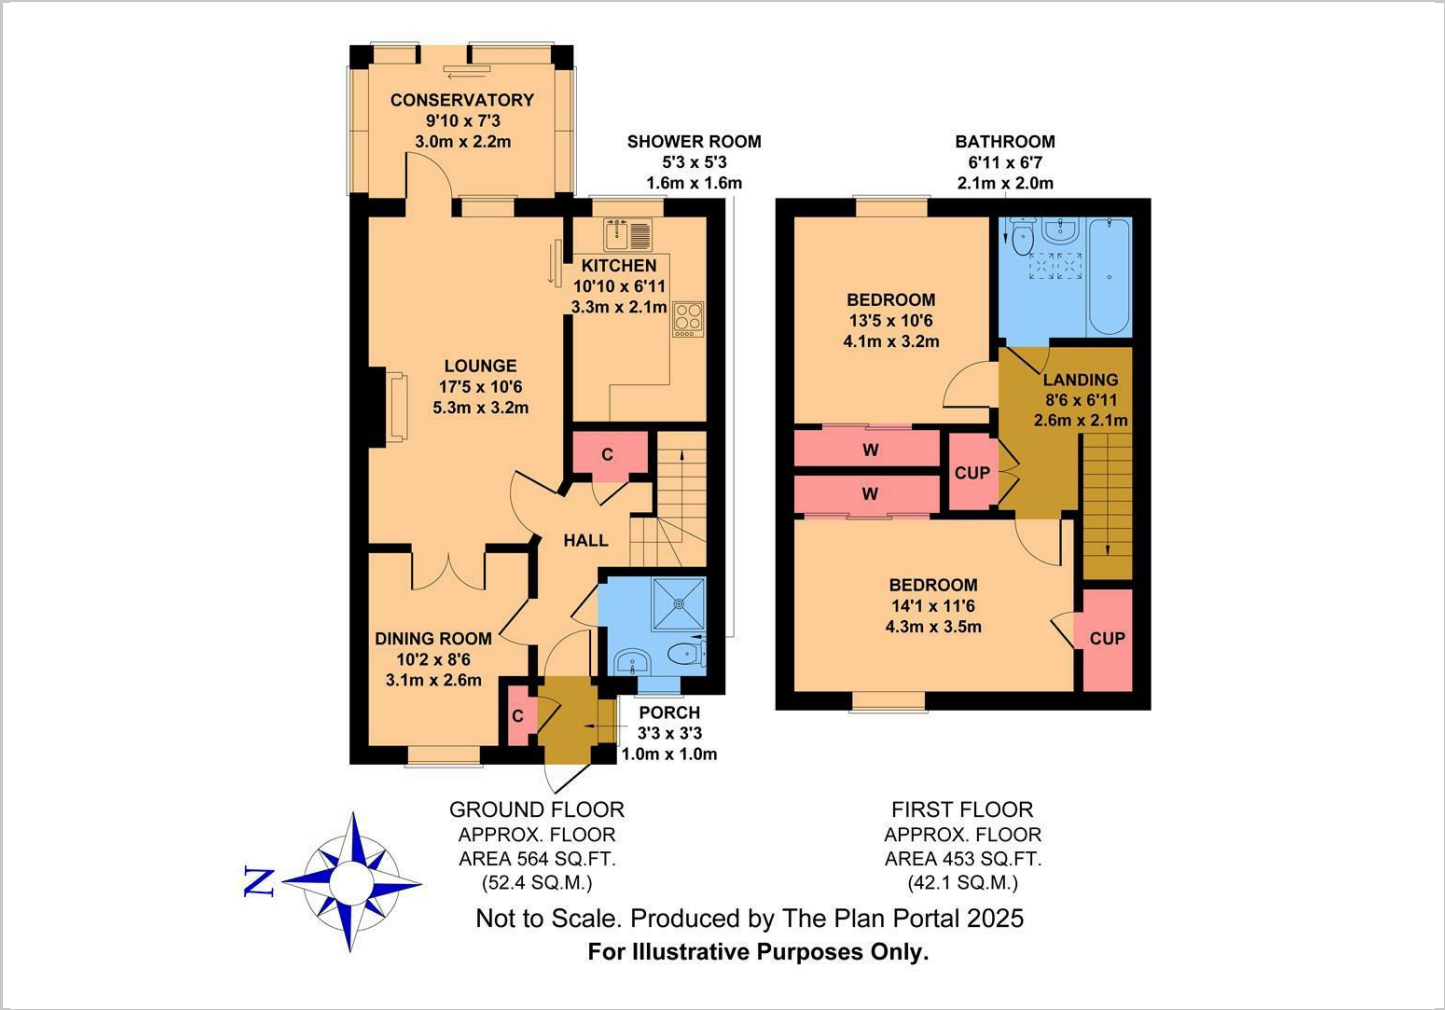 CONSERVATORY
9'10 x 7'3
3.0m x 2.2m
SHOWER ROOM
5'3 x 5'3
1.6m x 1.6m
KITCHEN
10'10 x 6'11
3.3m x 2.1m
LOUNGE
17'5 x 10'6
5.3m x 3.2m
C
HALL
DINING ROOM
10'2 x 8'6
3.1m x 2.6m
C
PORCH
3'3 x 3'3
1.0m x 1.0m
BATHROOM
6'11 x 6'7
2.1m x 2.0m
BEDROOM
13'5 x 10'6
4.1m x 3.2m
LANDING
8'6 x 6'11
2.6m x 2.1m
W
CUP
W
BEDROOM
14'1 x 11'6
4.3m x 3.5m
CUP
GROUND FLOOR
APPROX. FLOOR
AREA 564 SQ.FT.
(52.4 SQ.M.)
FIRST FLOOR
APPROX. FLOOR
AREA 453 SQ.FT.
(42.1 SQ.M.)
N
Not to Scale. Produced by The Plan Portal 2025
For Illustrative Purposes Only.